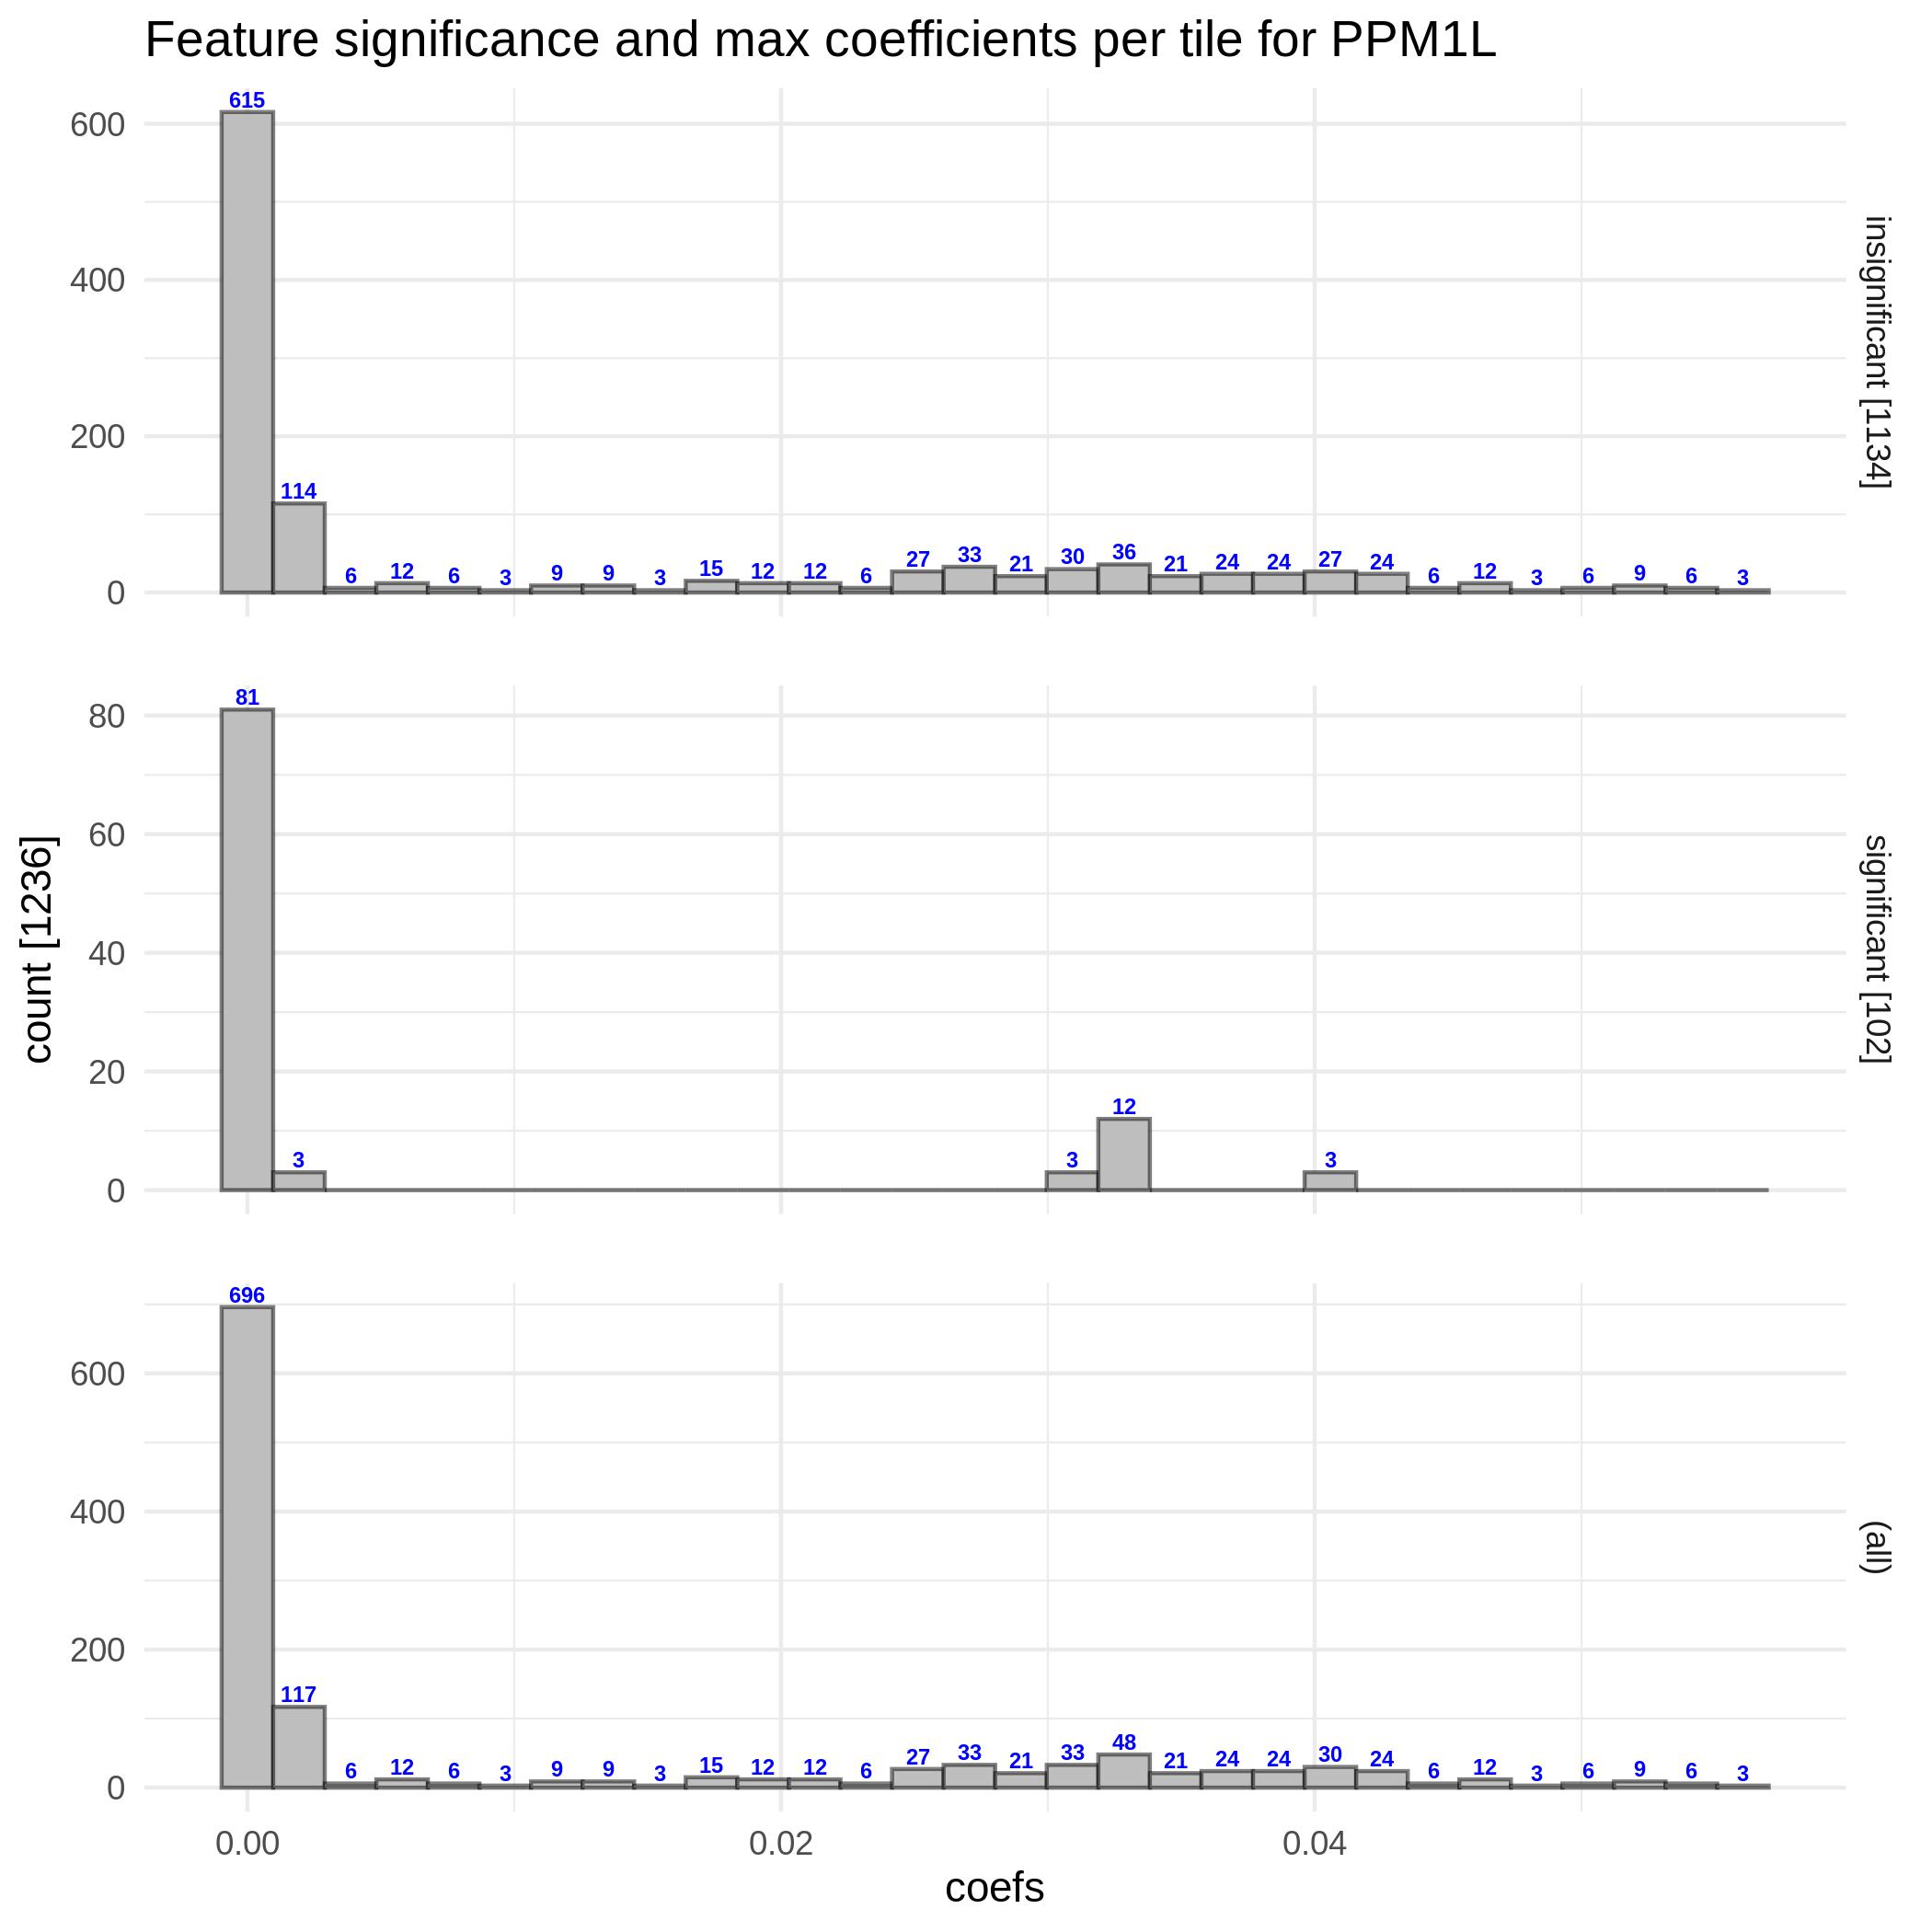 Feature significance and max coefficients per tile for PPM1L
count [1236]
600
400
200
0
615
114
6 12 6 3 9 9 3 15 12 12 6 27 33 21 30 36 21 24 24 27 24 6 12 3 6 9 6 3
insignificant [1134]
80
60
40
20
0
81
3 3 12 3
significant [102]
600
400
200
0
696
117
6 12 6 3 9 9 3 15 12 12 6 27 33 21 33 48 21 24 24 30 24 6 12 3 6 9 6 3
(all)
0.00 0.02 0.04
coefs